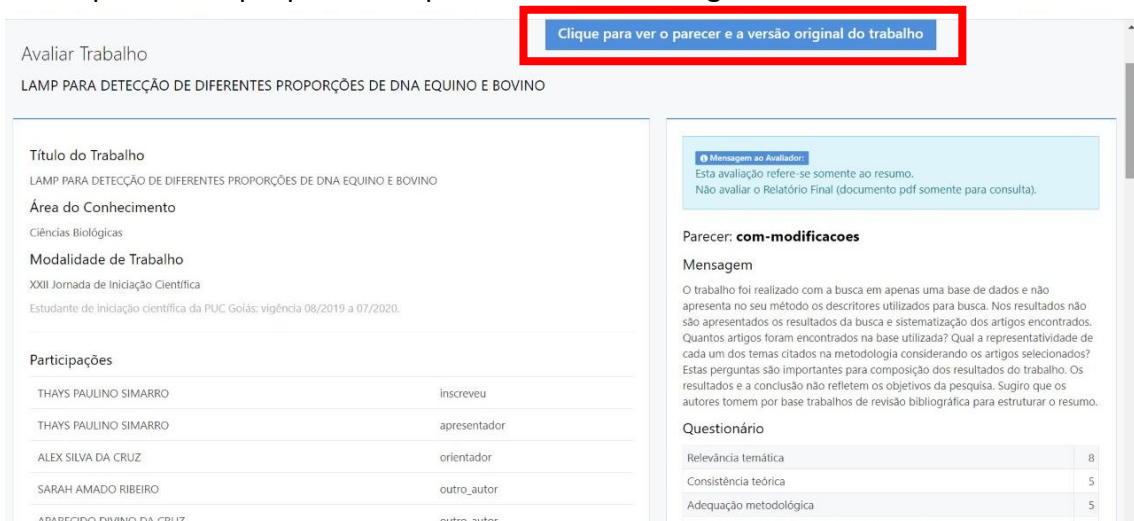 Clique para ver o parecer e a versão original do trabalho
Avaliar Trabalho
LAMP PARA DETECÇÃO DE DIFERENTES PROPORÇÕES DE DNA EQUINO E BOVINO
Título do Trabalho
LAMP PARA DETECÇÃO DE DIFERENTES PROPORÇÕES DE DNA EQUINO E BOVINO
Área do Conhecimento
Ciências Biológicas
Modalidade de Trabalho
XXII Jornada de Iniciação Científica
Estudante de iniciação científica da PUC Goiás: vigência 08/2019 a 07/2020.
Participações
THAYS PAULINO SIMARRO inscreveu
THAYS PAULINO SIMARRO apresentador
ALEX SILVA DA CRUZ orientador
SARAH AMADO RIBEIRO outro_autor
APARECIDO DIVINO DA CRUZ outro_autor
Mensagem ao Avaliador:
Esta avaliação refere-se somente ao resumo.
Não avaliar o Relatório Final (documento pdf somente para consulta).
Parecer: com-modificacoes
Mensagem
O trabalho foi realizado com a busca em apenas uma base de dados e não
apresenta no seu método os descritores utilizados para busca. Nos resultados não
são apresentados os resultados da busca e sistematização dos artigos encontrados.
Quantos artigos foram encontrados na base utilizada? Qual a representatividade de
cada um dos temas citados na metodologia considerando os artigos selecionados?
Estas perguntas são importantes para composição dos resultados do trabalho. Os
resultados e a conclusão não refletem os objetivos da pesquisa. Sugiro que os
autores tomem por base trabalhos de revisão bibliográfica para estruturar o resumo.
Questionário
Relevância temática 8
Consistência teórica 5
Adequação metodológica 5